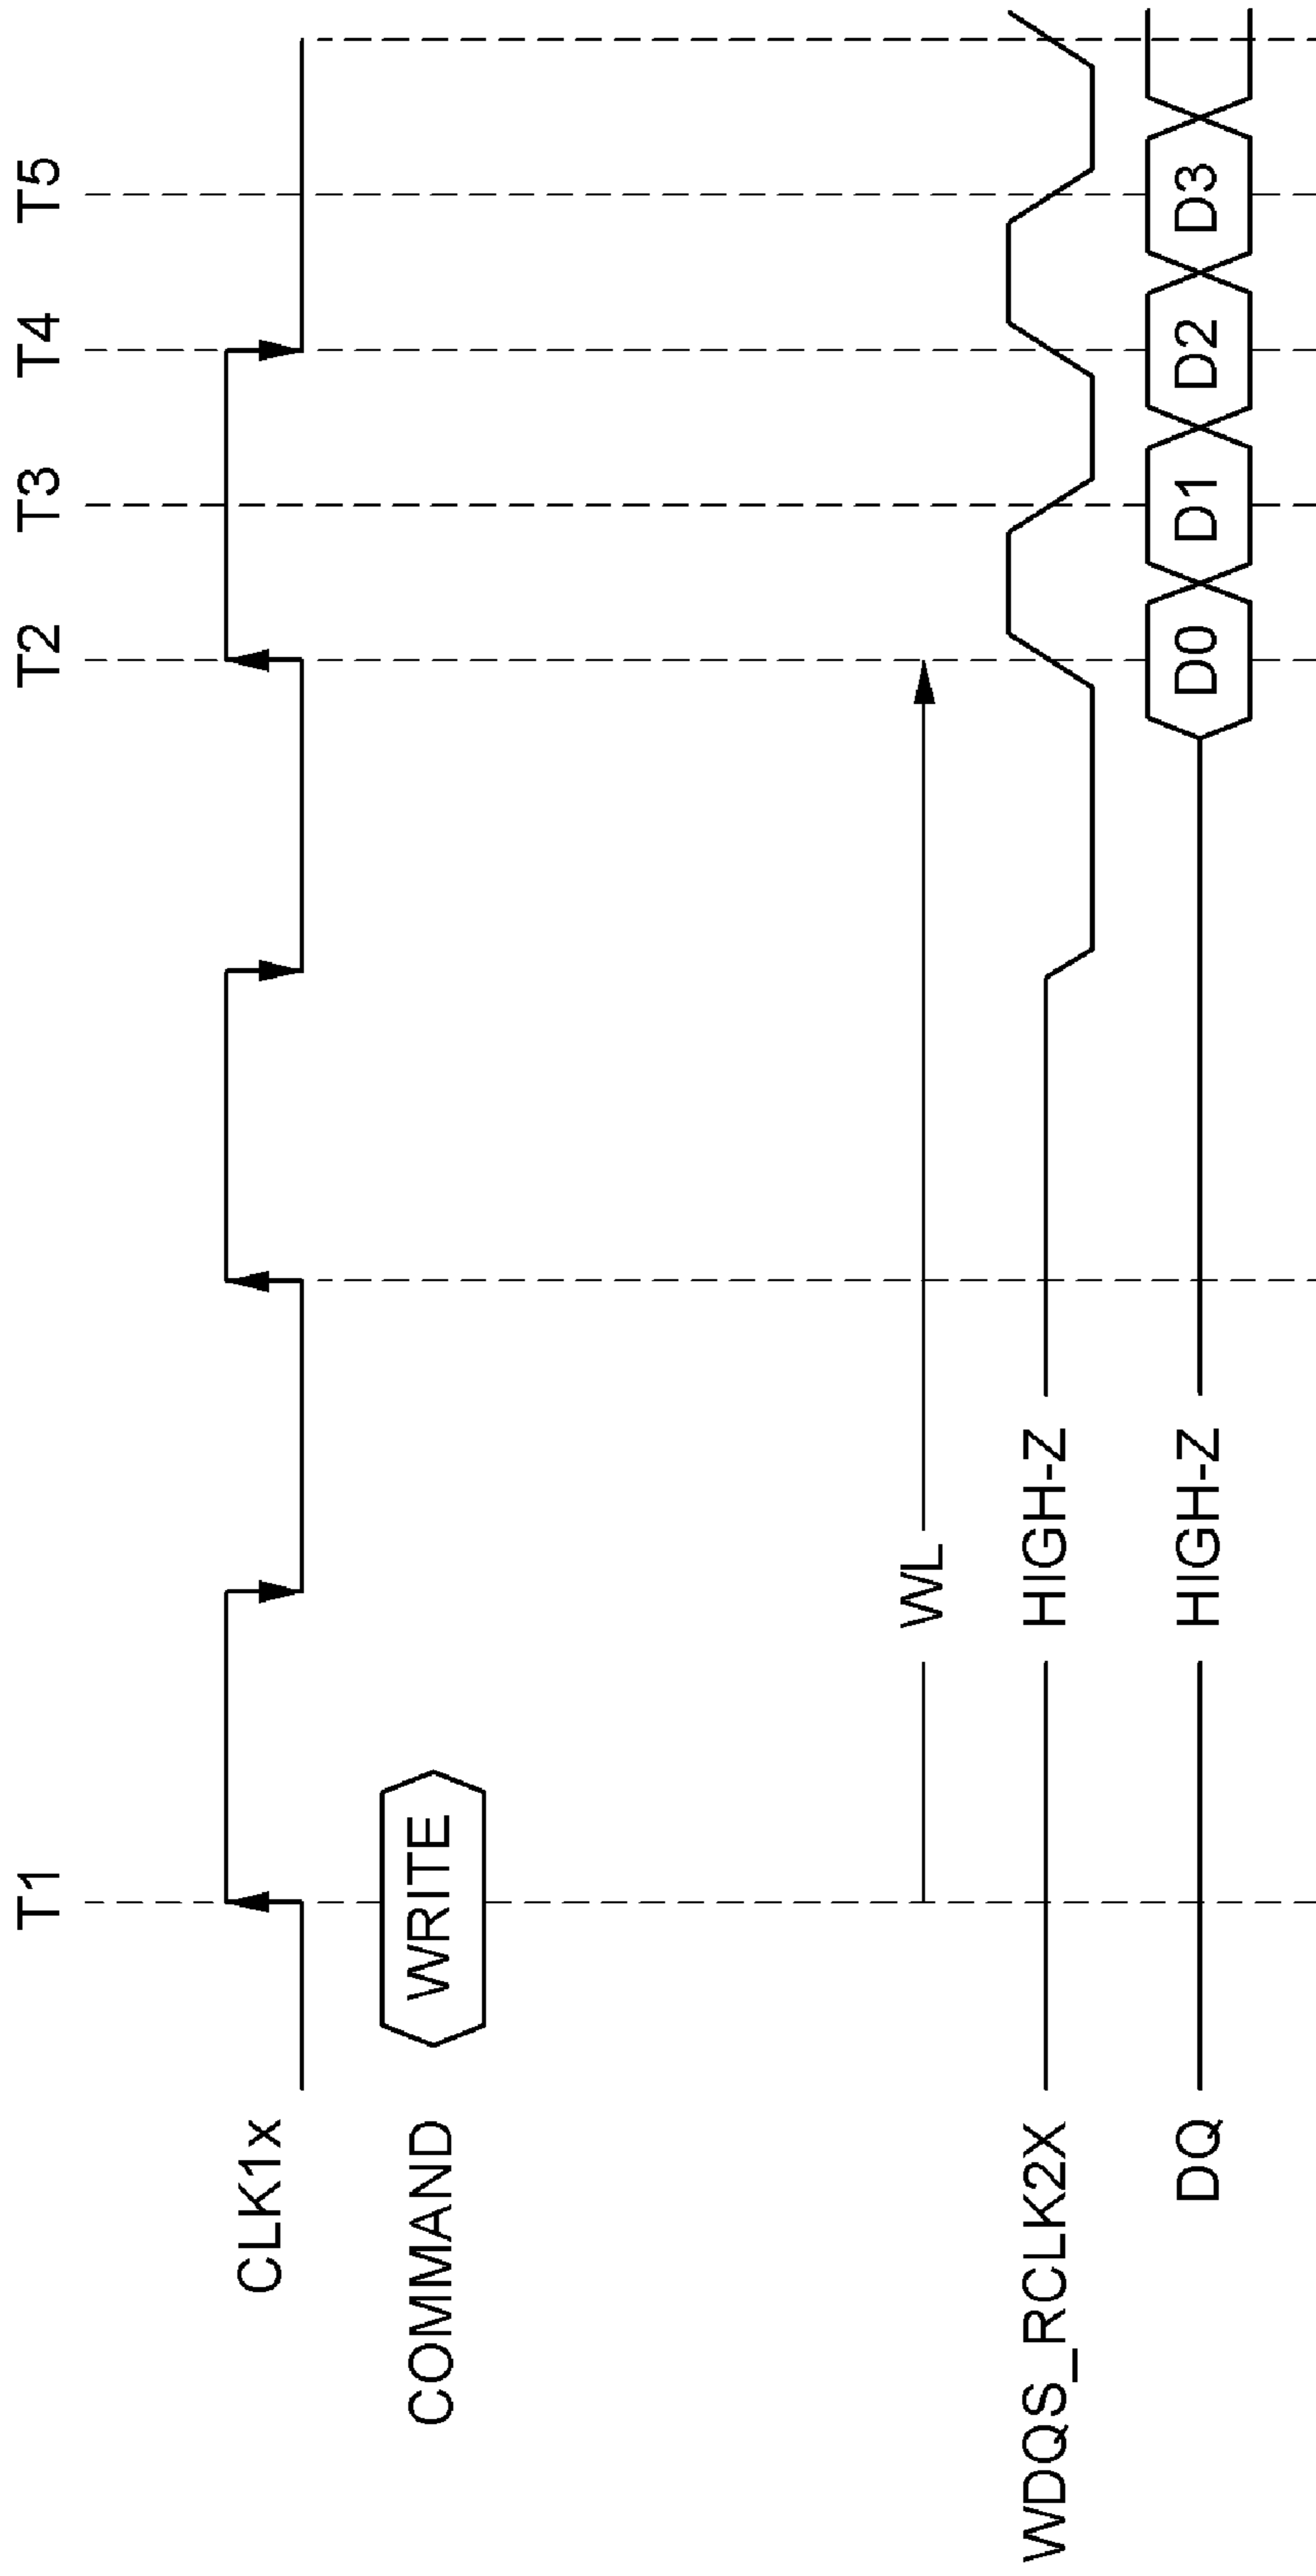 T1 T2 T3 T4 T5
CLK1x
COMMAND WRITE
WL
WDQS_RCLK2X HIGH-Z
DQ HIGH-Z D0 D1 D2 D3